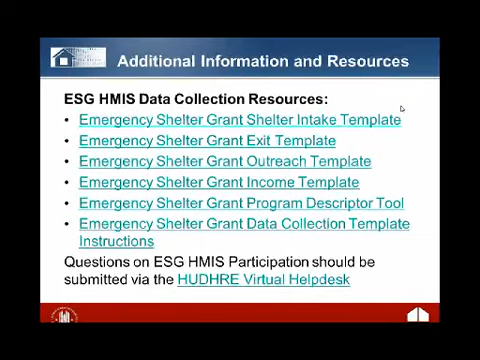 Additional Information and Resources
ESG HMIS Data Collection Resources:
• Emergency Shelter Grant Shelter Intake Template
• Emergency Shelter Grant Exit Template
• Emergency Shelter Grant Outreach Template
• Emergency Shelter Grant Income Template
• Emergency Shelter Grant Program Descriptor Tool
• Emergency Shelter Grant Data Collection Template
Instructions
Questions on ESG HMIS Participation should be
submitted via the HUDHRE Virtual Helpdesk